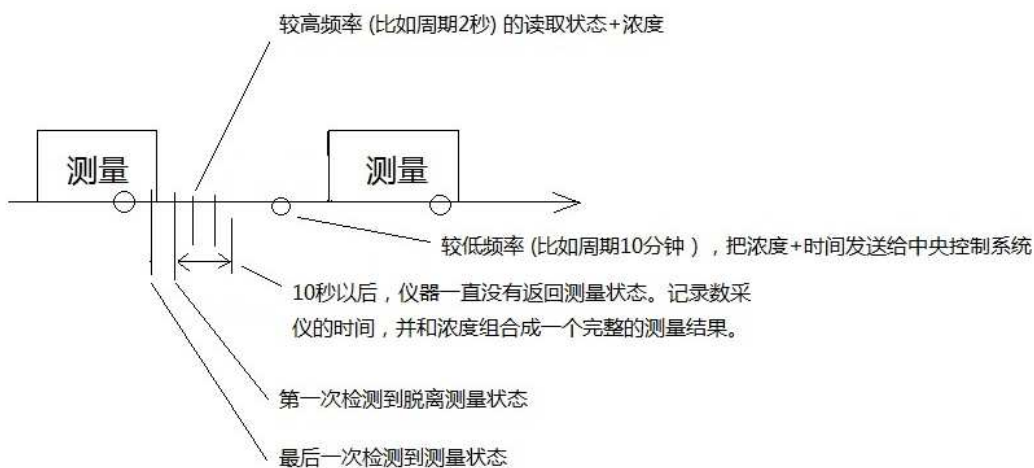 较高频率 (比如周期2秒) 的读取状态+浓度
测量
测量
较低频率 (比如周期10分钟 ) ，把浓度+时间发送给中央控制系统
10秒以后，仪器一直没有返回测量状态。记录数采
仪的时间，并和浓度组合成一个完整的测量结果。
第一次检测到脱离测量状态
最后一次检测到测量状态